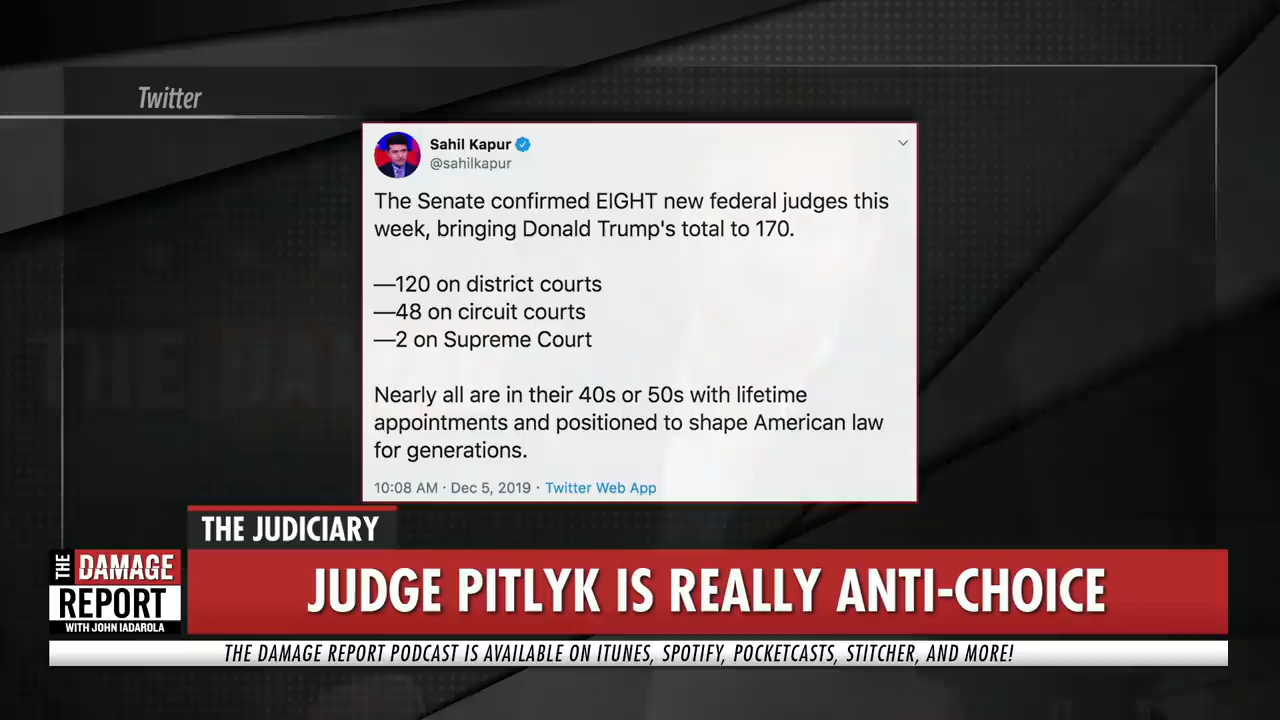 Twitter
Sahil Kapur
@sahilkapur
The Senate confirmed EIGHT new federal judges this
week, bringing Donald Trump's total to 170.
—120 on district courts
—48 on circuit courts
—2 on Supreme Court
Nearly all are in their 40s or 50s with lifetime
appointments and positioned to shape American law
for generations.
10:08 AM · Dec 5, 2019 · Twitter Web App
THE JUDICIARY
JUDGE PITLYK IS REALLY ANTI-CHOICE
THE DAMAGE
REPORT
WITH JOHN IADAROLA
THE DAMAGE REPORT PODCAST IS AVAILABLE ON ITUNES, SPOTIFY, POCKETCASTS, STITCHER, AND MORE!